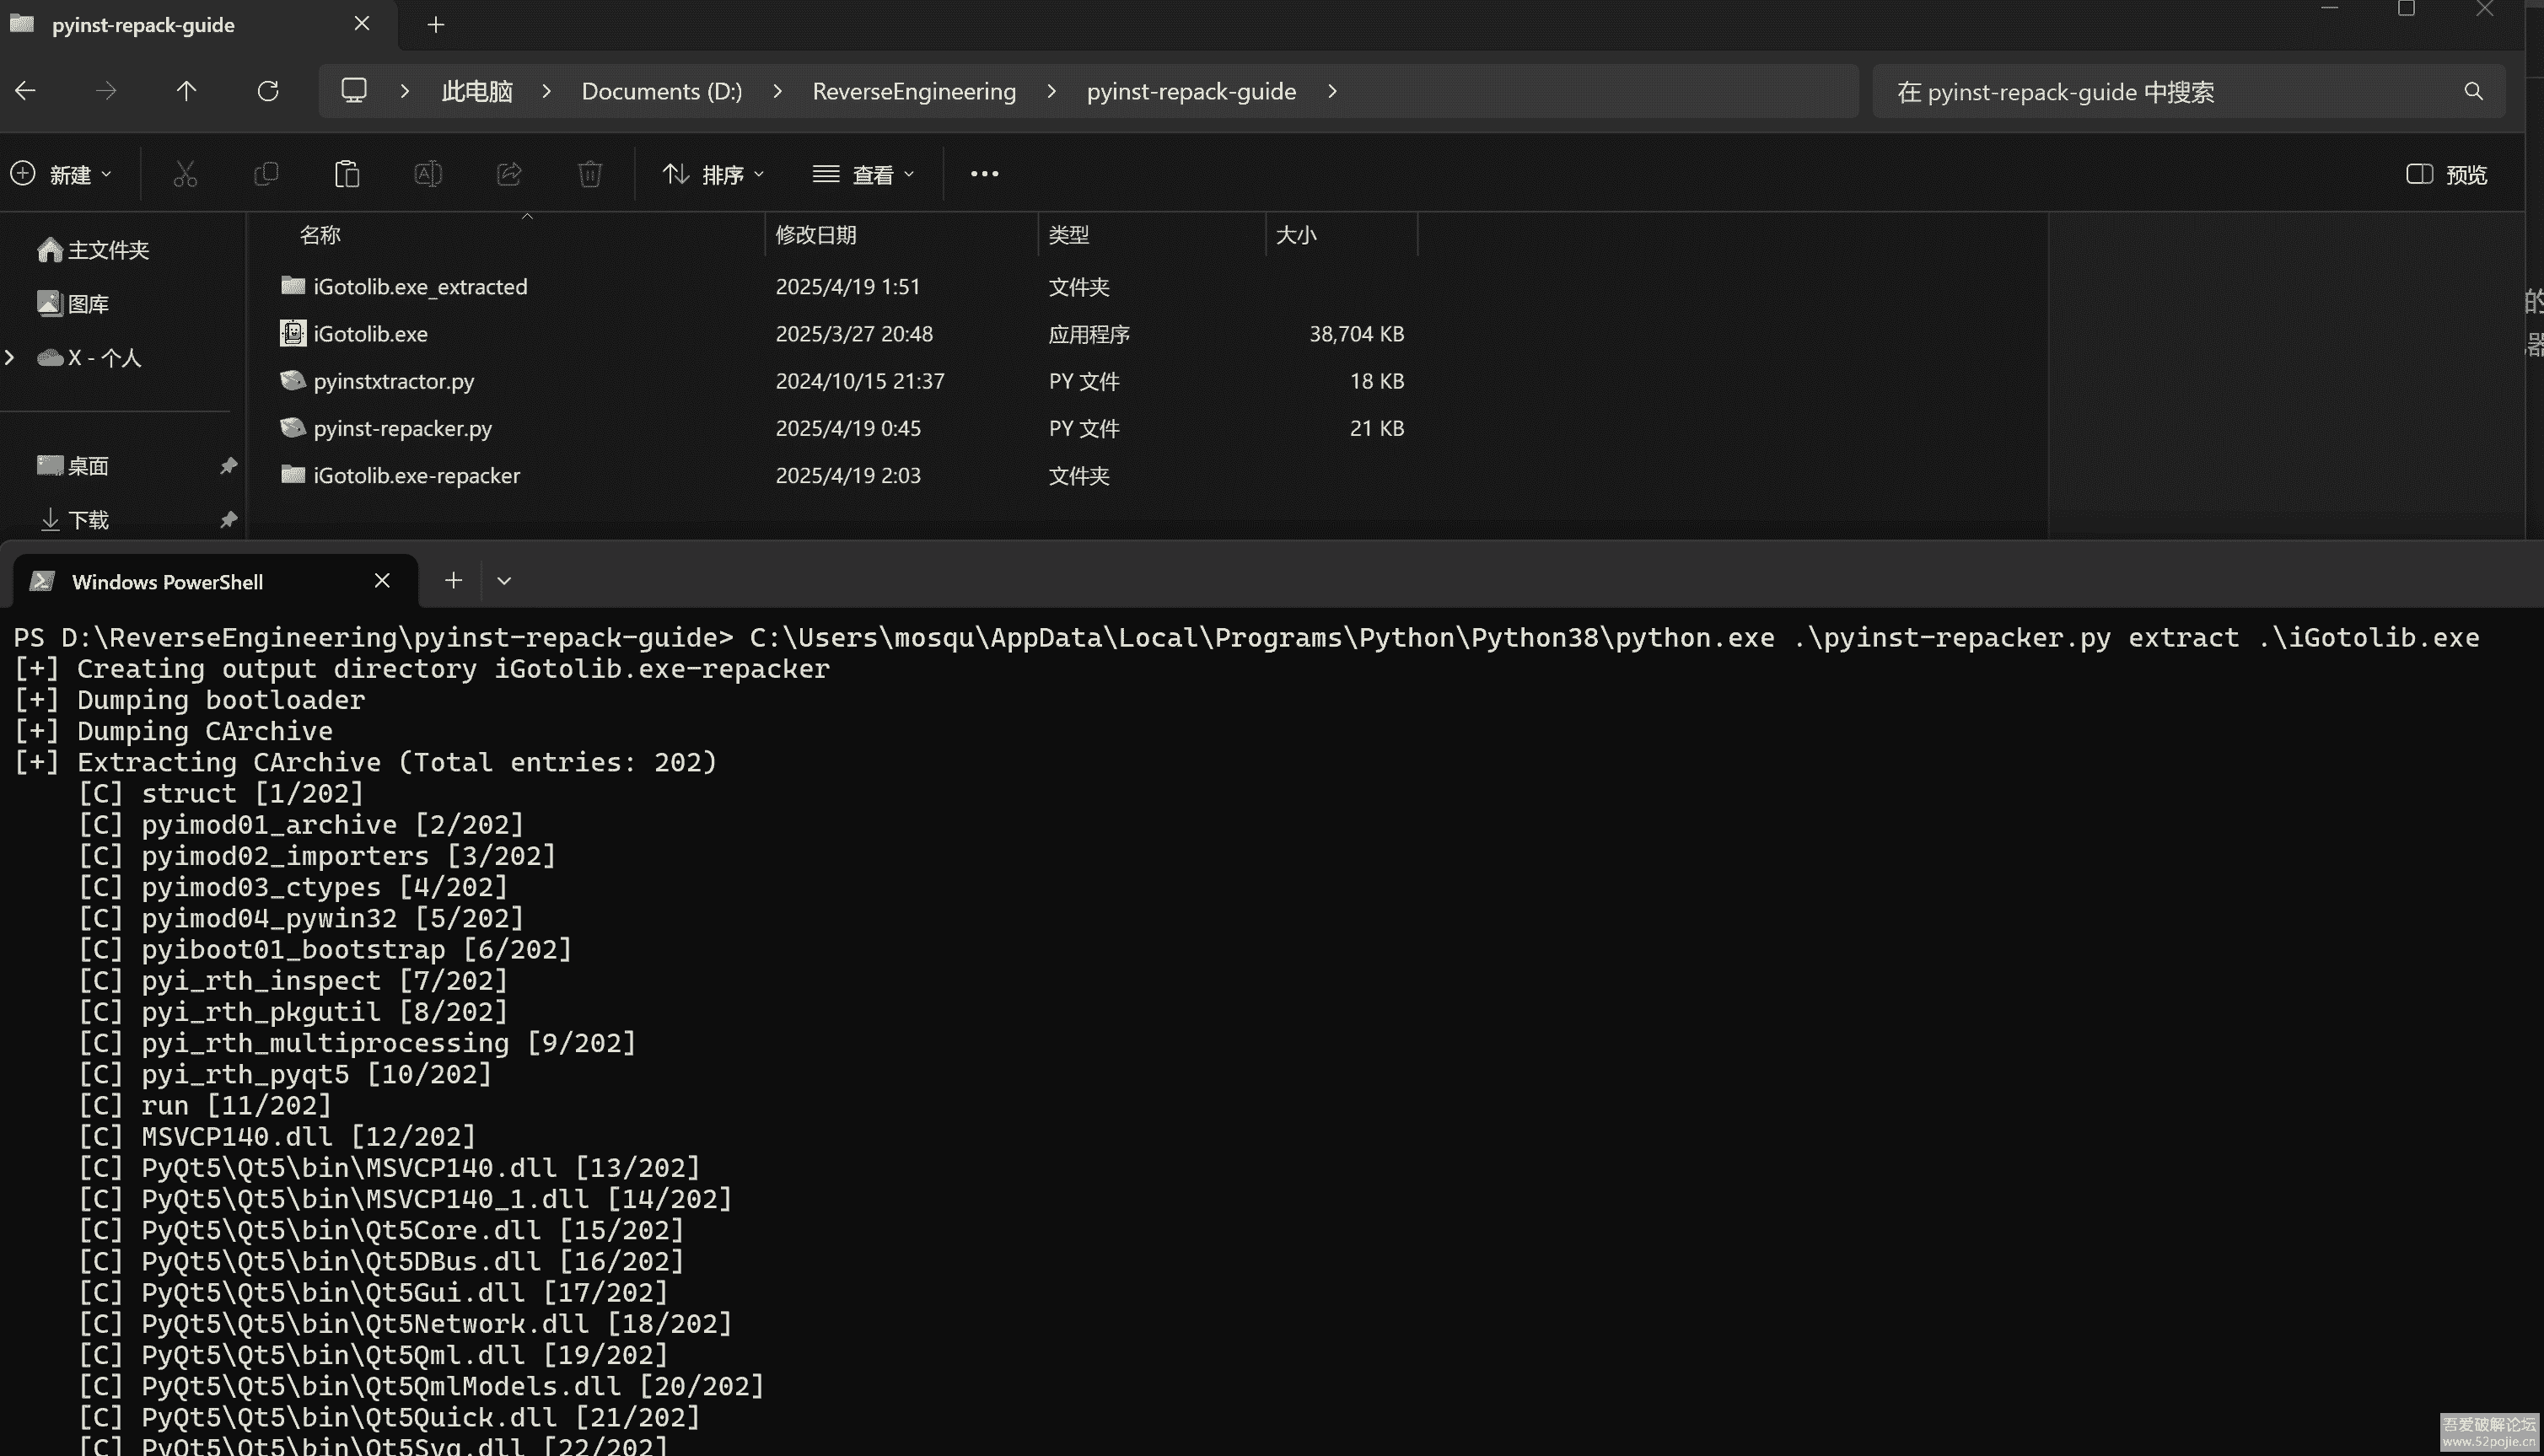 pyinst-repack-guide
此电脑 Documents (D:) ReverseEngineering pyinst-repack-guide 在 pyinst-repack-guide 中搜索
新建 排序 查看 预览
名称 修改日期 类型 大小
主文件夹
图库
X - 个人
桌面
下载
iGotolib.exe_extracted 2025/4/19 1:51 文件夹
iGotolib.exe 2025/3/27 20:48 应用程序 38,704 KB
pyinstxtractor.py 2024/10/15 21:37 PY 文件 18 KB
pyinst-repacker.py 2025/4/19 0:45 PY 文件 21 KB
iGotolib.exe-repacker 2025/4/19 2:03 文件夹
的
器
Windows PowerShell
PS D:\ReverseEngineering\pyinst-repack-guide> C:\Users\mosqu\AppData\Local\Programs\Python\Python38\python.exe .\pyinst-repacker.py extract .\iGotolib.exe
[+] Creating output directory iGotolib.exe-repacker
[+] Dumping bootloader
[+] Dumping CArchive
[+] Extracting CArchive (Total entries: 202)
[C] struct [1/202]
[C] pyimod01_archive [2/202]
[C] pyimod02_importers [3/202]
[C] pyimod03_ctypes [4/202]
[C] pyimod04_pywin32 [5/202]
[C] pyiboot01_bootstrap [6/202]
[C] pyi_rth_inspect [7/202]
[C] pyi_rth_pkgutil [8/202]
[C] pyi_rth_multiprocessing [9/202]
[C] pyi_rth_pyqt5 [10/202]
[C] run [11/202]
[C] MSVCP140.dll [12/202]
[C] PyQt5\Qt5\bin\MSVCP140.dll [13/202]
[C] PyQt5\Qt5\bin\MSVCP140_1.dll [14/202]
[C] PyQt5\Qt5\bin\Qt5Core.dll [15/202]
[C] PyQt5\Qt5\bin\Qt5DBus.dll [16/202]
[C] PyQt5\Qt5\bin\Qt5Gui.dll [17/202]
[C] PyQt5\Qt5\bin\Qt5Network.dll [18/202]
[C] PyQt5\Qt5\bin\Qt5Qml.dll [19/202]
[C] PyQt5\Qt5\bin\Qt5QmlModels.dll [20/202]
[C] PyQt5\Qt5\bin\Qt5Quick.dll [21/202]
[C] PyQt5\Qt5\bin\Qt5Svg.dll [22/202]
吾爱破解论坛
www.52pojie.cn